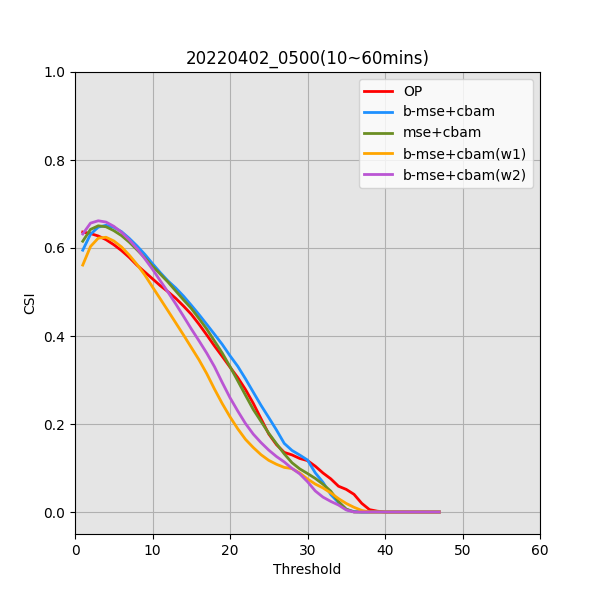 20220402_0500(10~60mins)
OP
b-mse+cbam
mse+cbam
b-mse+cbam(w1)
b-mse+cbam(w2)
1.0
0.8
0.6
0.4
0.2
0.0
CSI
0 10 20 30 40 50 60
Threshold